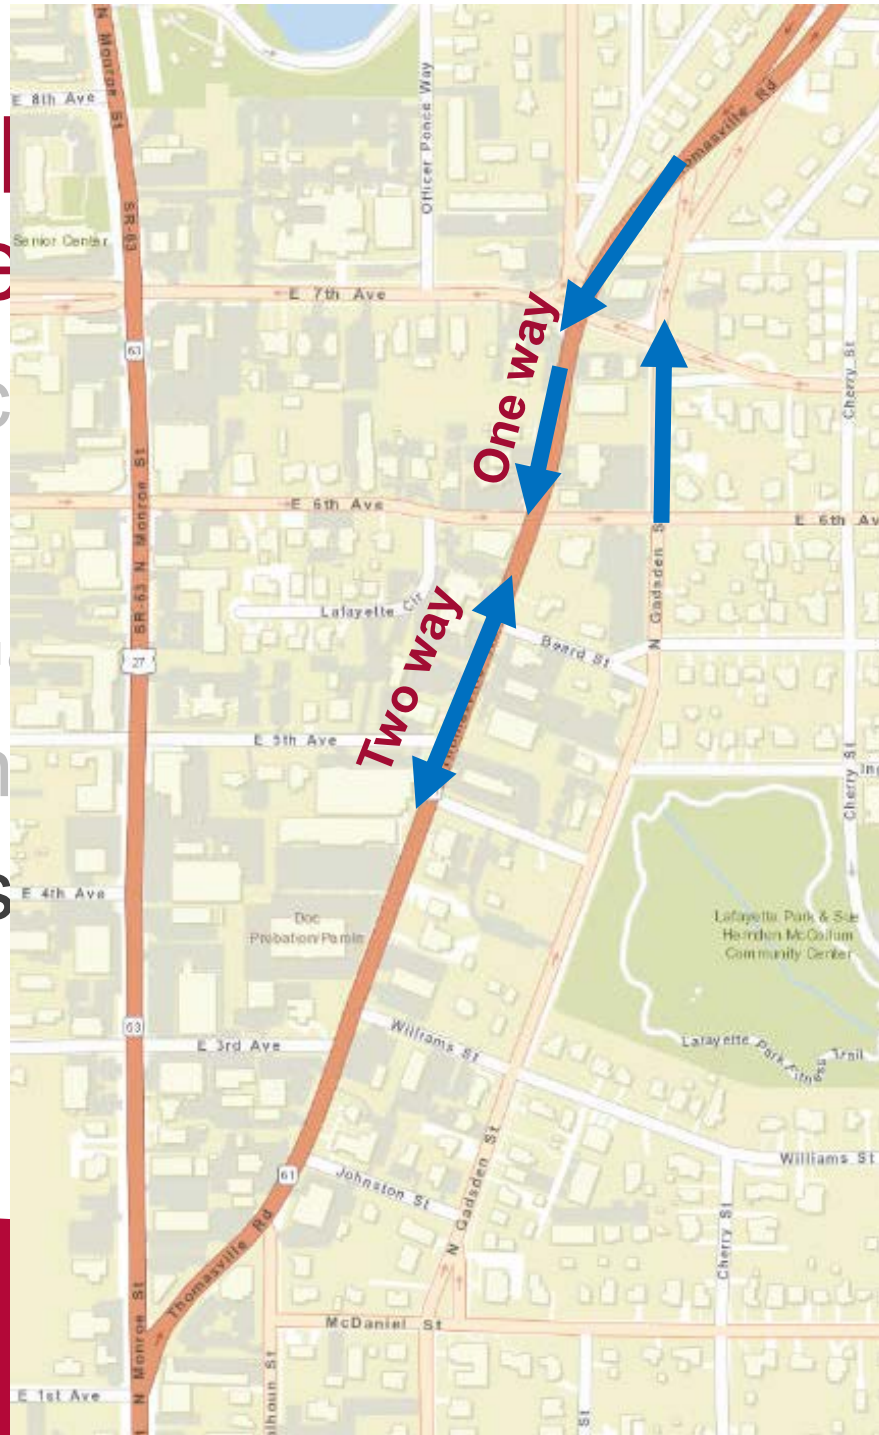 N Monroe St
E 8th Ave
Officer Ponce Way
Thomasville Rd
SR-63
Senior Center
E 7th Ave
One way
63
Cherry St
SR-63 N Monroe St
E 6th Ave
E 6th Av
N Gadsden S
Lafayette Cir
Two way
Beard St
27
E 5th Ave
Cherry St
Ing
E 4th Ave
Doc
Probation/Parole
Lafayette Park & Sue
Herndon McCollum
Community Center
63
E 3rd Ave
Williams St
Lafayette Park Fitness Trail
61
Johnston St
N Gadsden St
Williams St
Cherry St
Thomasville Rd
N Monroe St
McDaniel St
E 1st Ave
lhoun St
St